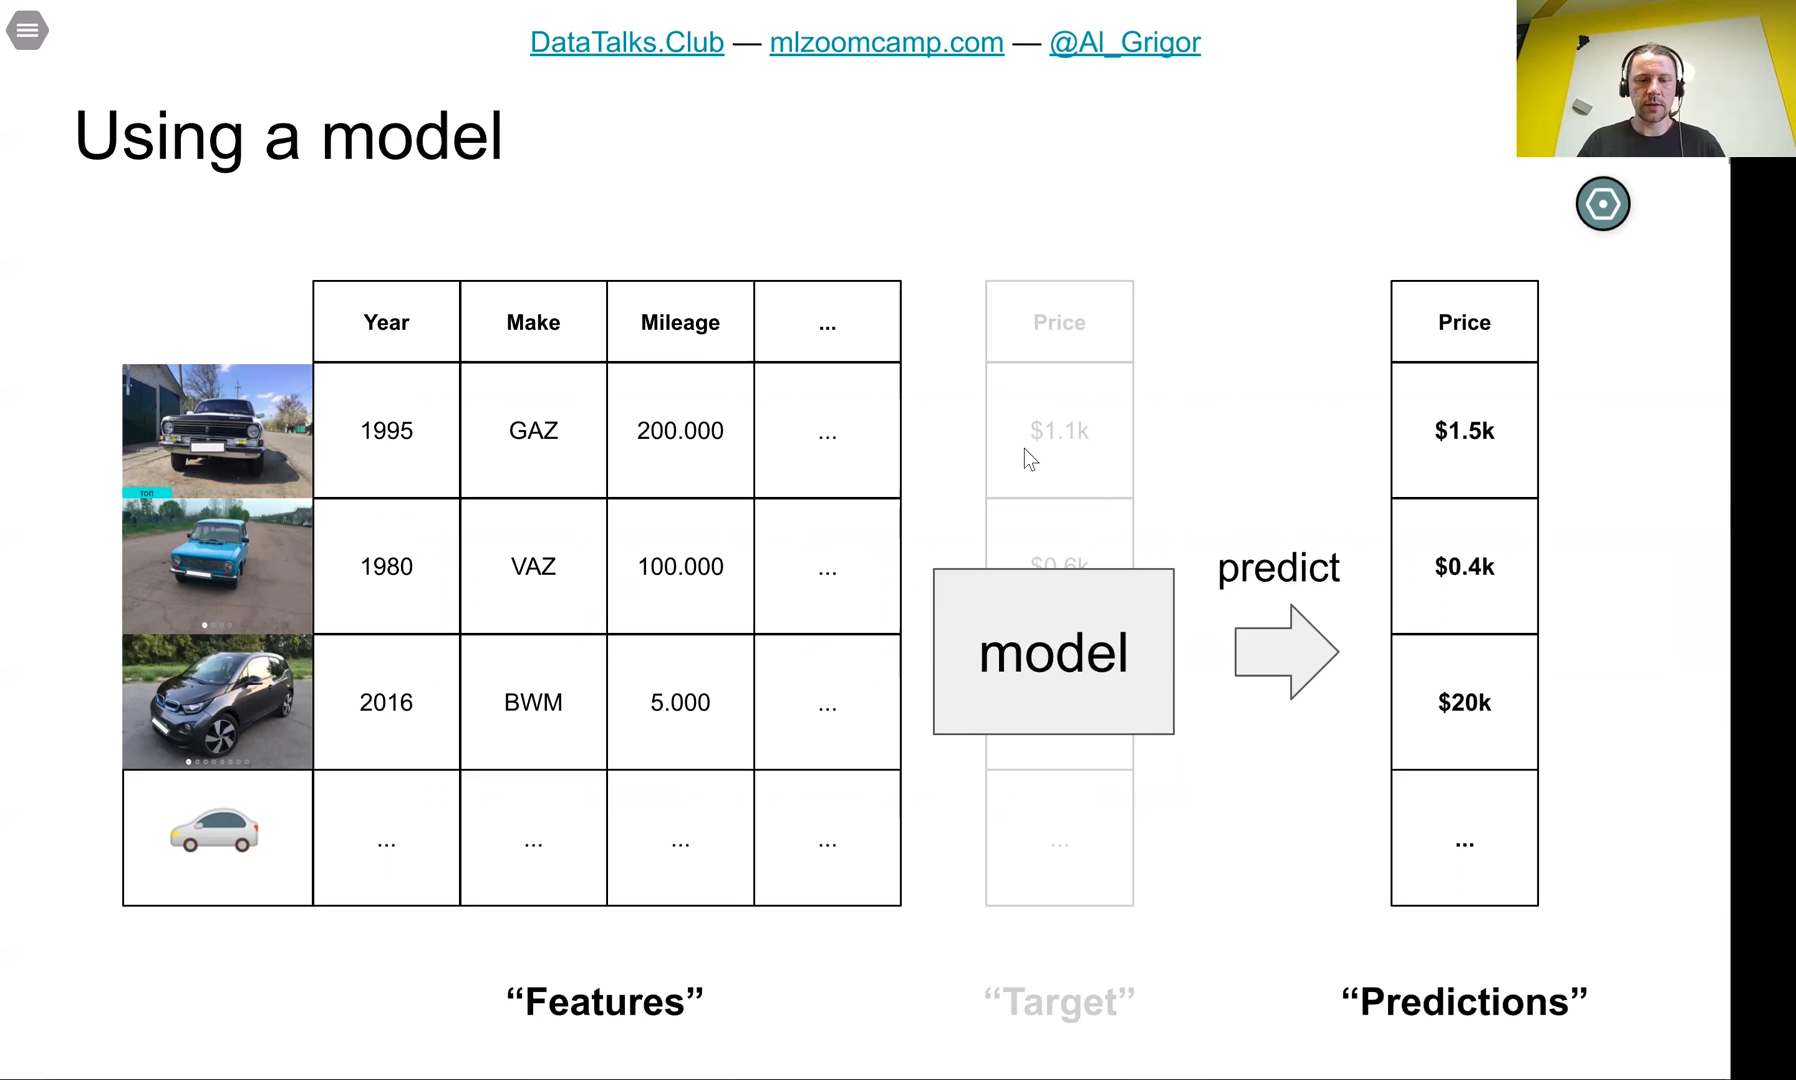 DataTalks.Club — mlzoomcamp.com — @Al_Grigor
Using a model
Year Make Mileage ... Price Price
1995 GAZ 200.000 ... $1.1k $1.5k
топ
1980 VAZ 100.000 ... $0.6k $0.4k
predict
model
2016 BWM 5.000 ... $20k
... ... ... ... ... ...
“Features” “Target” “Predictions”